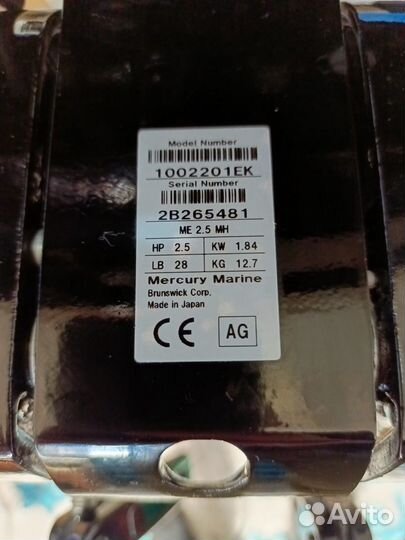 Model Number
1002201EK
Serial Number
2B265481
ME 2.5 MH
HP 2.5 KW 1.84
LB 28 KG 12.7
Mercury Marine
Brunswick Corp.
Made in Japan
CE AG
Avito